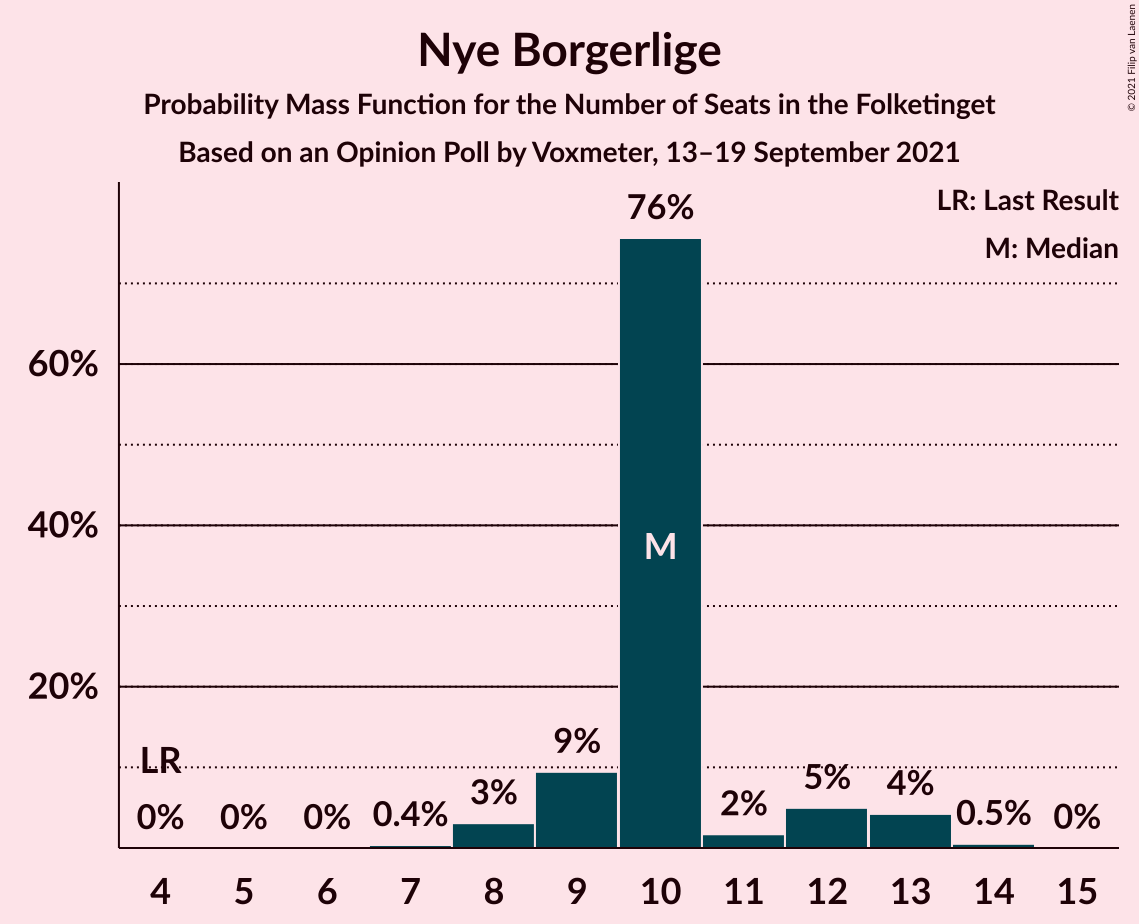 Nye Borgerlige
Probability Mass Function for the Number of Seats in the Folketinget
Based on an Opinion Poll by Voxmeter, 13–19 September 2021
© 2021 Filip van Laenen
LR: Last Result
M: Median
60%
40%
20%
LR
0%
0%
0%
0.4%
3%
9%
76%
M
2%
5%
4%
0.5%
0%
4 5 6 7 8 9 10 11 12 13 14 15